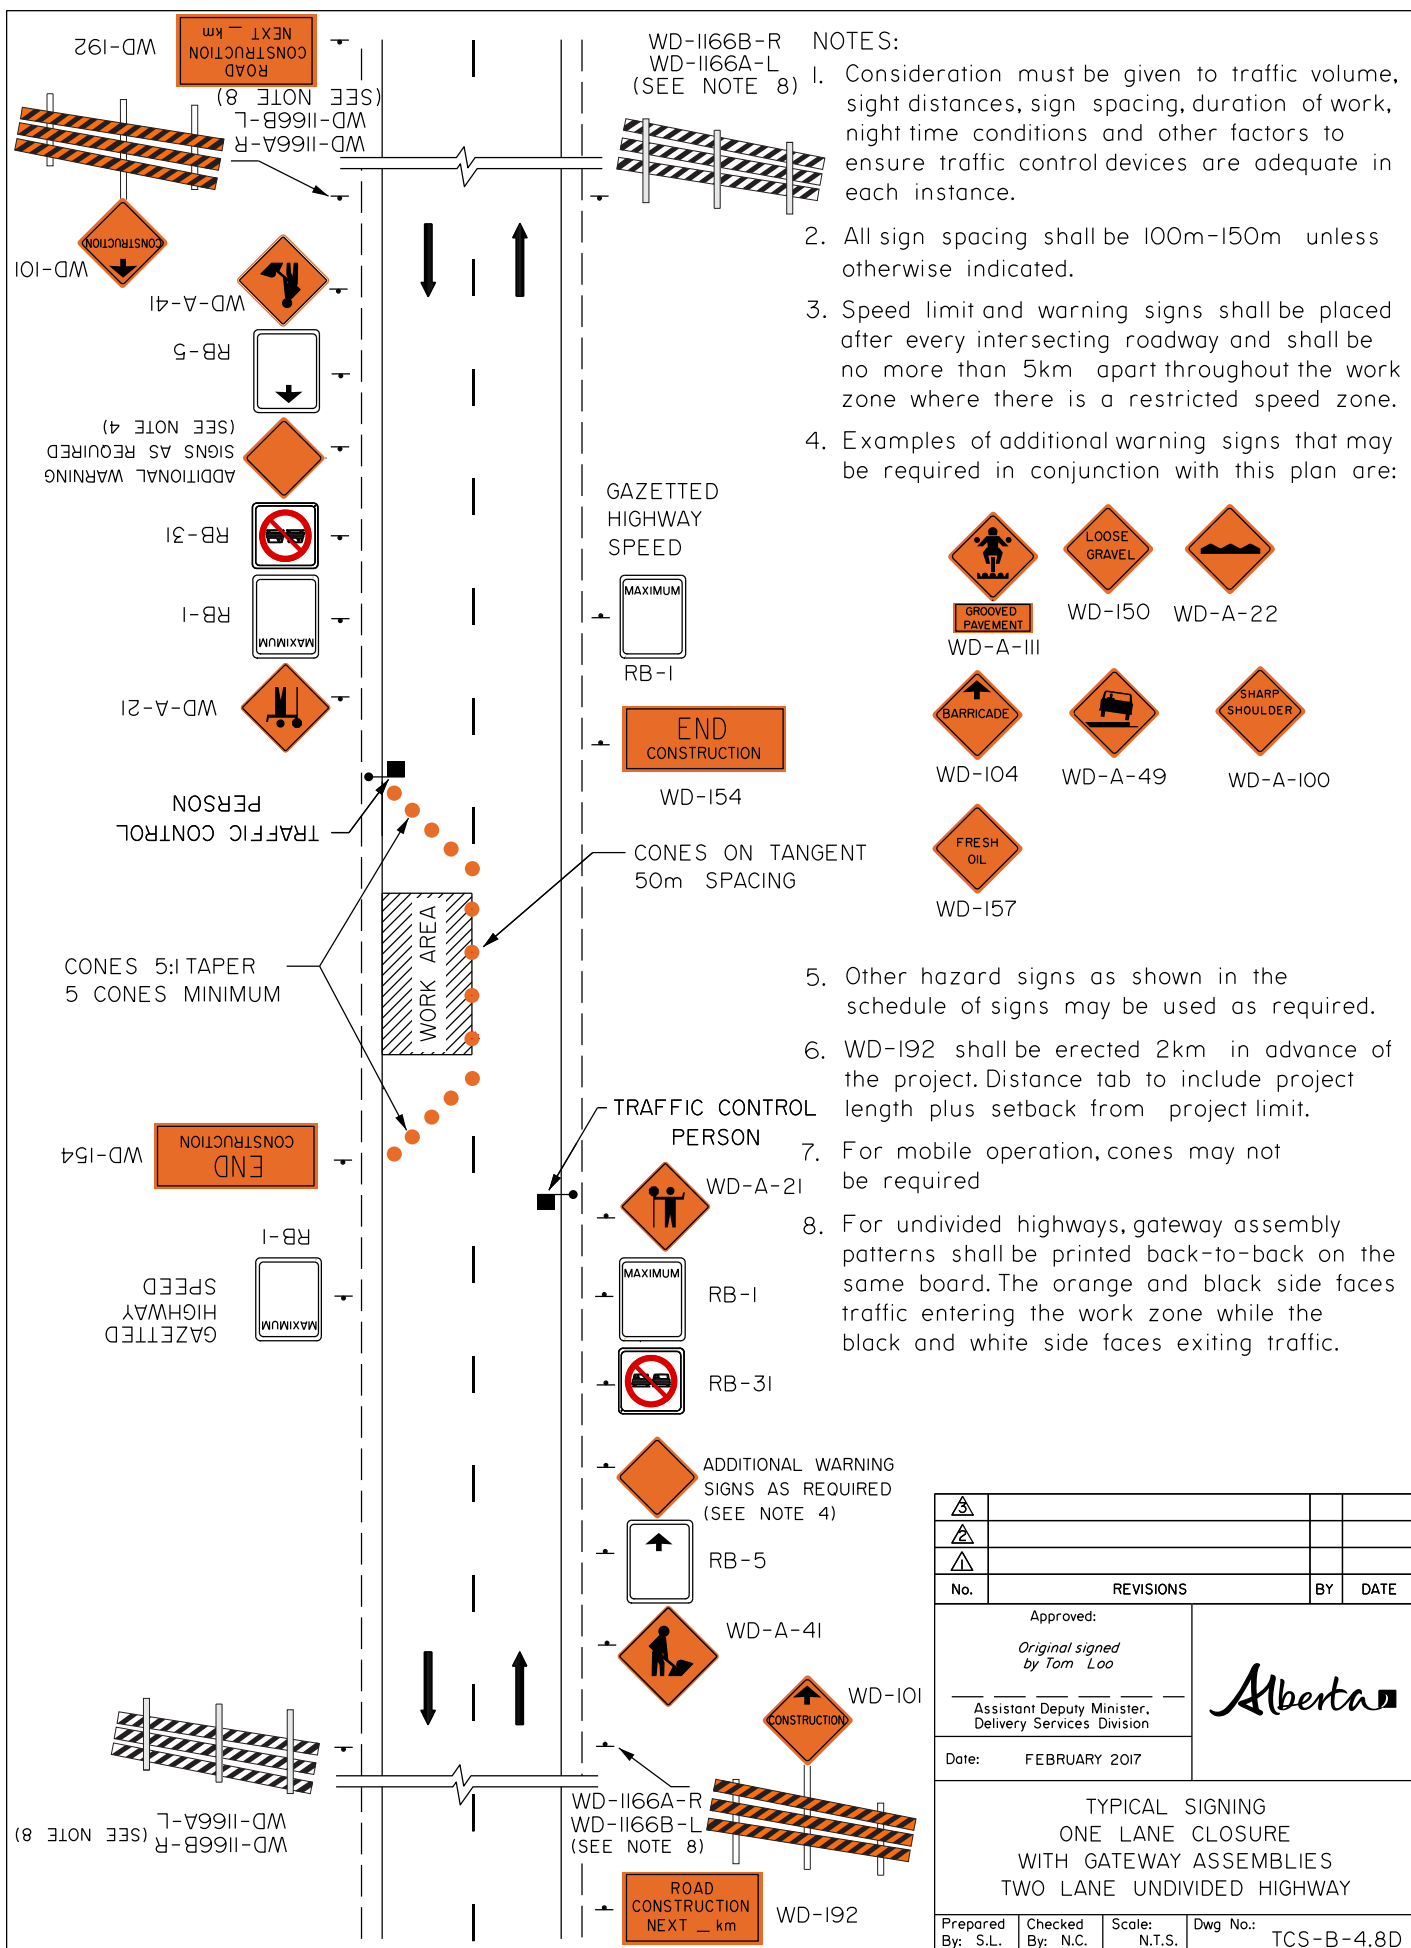 WD-192
ROAD
CONSTRUCTION
NEXT _ km
WD-1166A-R
WD-1166B-L
(SEE NOTE 8)
WD-101
CONSTRUCTION
WD-A-41
RB-5
ADDITIONAL WARNING
SIGNS AS REQUIRED
(SEE NOTE 4)
RB-31
RB-1
MAXIMUM
WD-A-21
TRAFFIC CONTROL
PERSON
CONES 5:1 TAPER
5 CONES MINIMUM
WORK AREA
WD-154
END
CONSTRUCTION
RB-1
MAXIMUM
GAZETTED
HIGHWAY
SPEED
WD-1166A-L
WD-1166B-R (SEE NOTE 8)
WD-1166B-R
WD-1166A-L
(SEE NOTE 8)
GAZETTED
HIGHWAY
SPEED
MAXIMUM
RB-1
END
CONSTRUCTION
WD-154
CONES ON TANGENT
50m SPACING
TRAFFIC CONTROL
PERSON
WD-A-21
MAXIMUM
RB-1
RB-31
ADDITIONAL WARNING
SIGNS AS REQUIRED
(SEE NOTE 4)
RB-5
WD-A-41
WD-101
CONSTRUCTION
WD-1166A-R
WD-1166B-L
(SEE NOTE 8)
ROAD
CONSTRUCTION
NEXT _ km
WD-192
NOTES:
1. Consideration must be given to traffic volume,
sight distances, sign spacing, duration of work,
night time conditions and other factors to
ensure traffic control devices are adequate in
each instance.
2. All sign spacing shall be 100m-150m unless
otherwise indicated.
3. Speed limit and warning signs shall be placed
after every intersecting roadway and shall be
no more than 5km apart throughout the work
zone where there is a restricted speed zone.
4. Examples of additional warning signs that may
be required in conjunction with this plan are:
GROOVED
PAVEMENT
WD-A-111
LOOSE
GRAVEL
WD-150
WD-A-22
BARRICADE
WD-104
WD-A-49
SHARP
SHOULDER
WD-A-100
FRESH
OIL
WD-157
5. Other hazard signs as shown in the
schedule of signs may be used as required.
6. WD-192 shall be erected 2km in advance of
the project. Distance tab to include project
length plus setback from project limit.
7. For mobile operation, cones may not
be required
8. For undivided highways, gateway assembly
patterns shall be printed back-to-back on the
same board. The orange and black side faces
traffic entering the work zone while the
black and white side faces exiting traffic.
3
2
1
No. REVISIONS BY DATE
Approved:
Original signed
by Tom Loo
Assistant Deputy Minister,
Delivery Services Division
Date: FEBRUARY 2017
Alberta
TYPICAL SIGNING
ONE LANE CLOSURE
WITH GATEWAY ASSEMBLIES
TWO LANE UNDIVIDED HIGHWAY
Prepared
By: S.L.
Checked
By: N.C.
Scale:
N.T.S.
Dwg No.:
TCS-B-4.8D